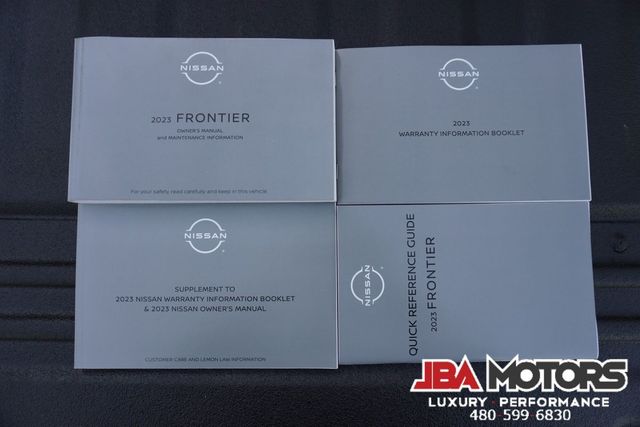 NISSAN
2023 FRONTIER
OWNER'S MANUAL
and MAINTENANCE INFORMATION
For your safety, read carefully and keep in this vehicle.
NISSAN
2023
WARRANTY INFORMATION BOOKLET
NISSAN
SUPPLEMENT TO
2023 NISSAN WARRANTY INFORMATION BOOKLET
& 2023 NISSAN OWNER'S MANUAL
CUSTOMER CARE AND LEMON LAW INFORMATION
NISSAN
QUICK REFERENCE GUIDE
2023 FRONTIER
JBA MOTORS
LUXURY · PERFORMANCE
480-599-6830